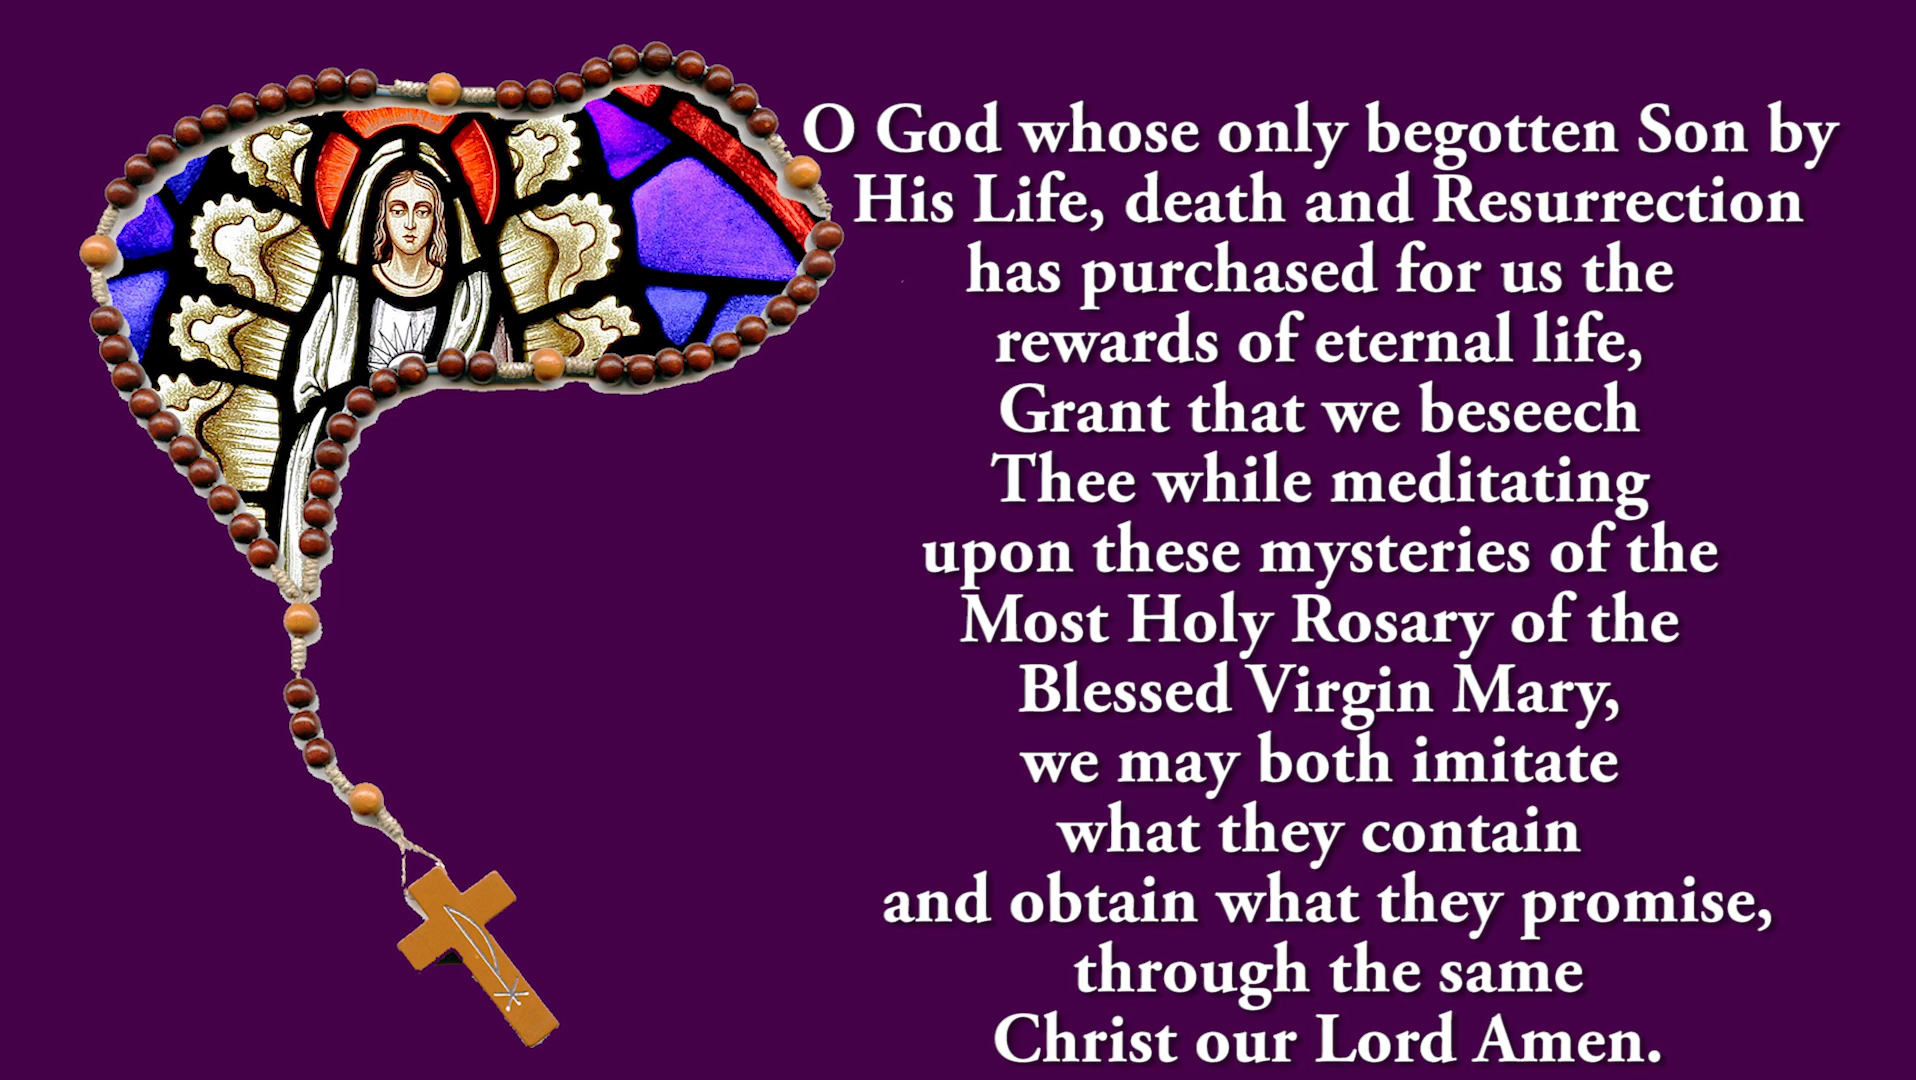 O God whose only begotten Son by
His Life, death and Resurrection
has purchased for us the
rewards of eternal life,
Grant that we beseech
Thee while meditating
upon these mysteries of the
Most Holy Rosary of the
Blessed Virgin Mary,
we may both imitate
what they contain
and obtain what they promise,
through the same
Christ our Lord Amen.